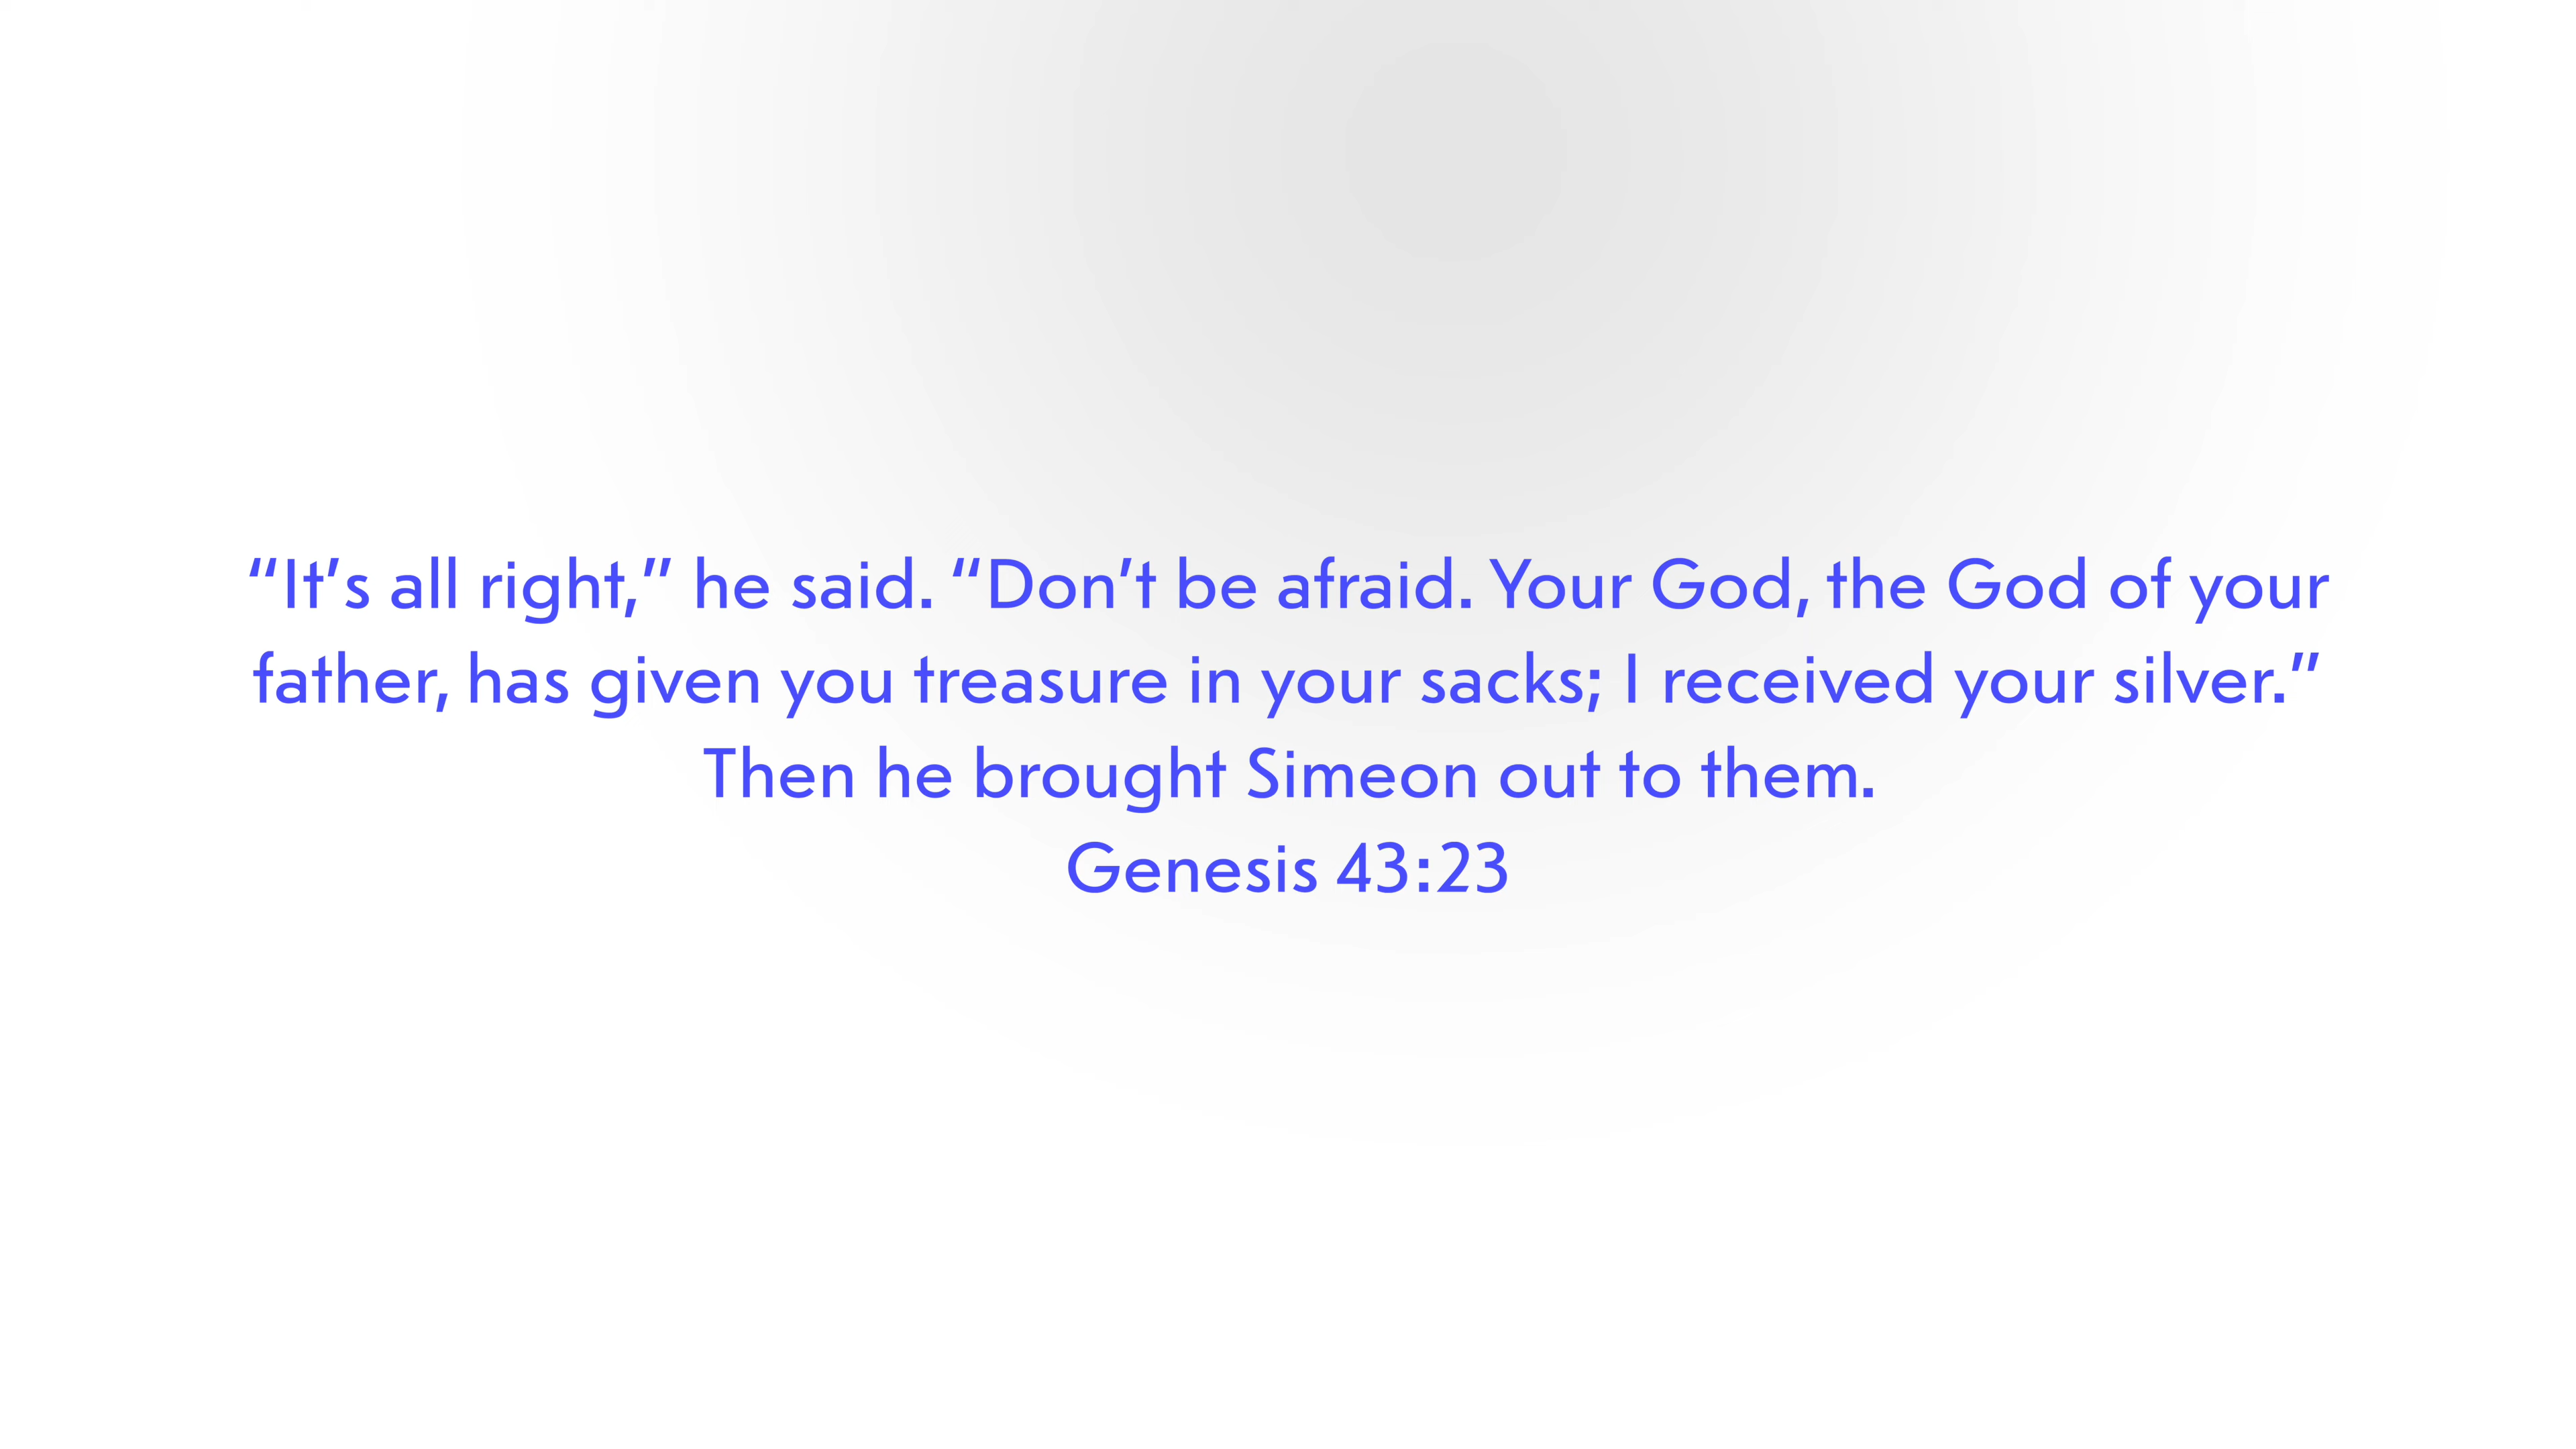 “It’s all right,” he said. “Don’t be afraid. Your God, the God of your
father, has given you treasure in your sacks; I received your silver.”
Then he brought Simeon out to them.
Genesis 43:23